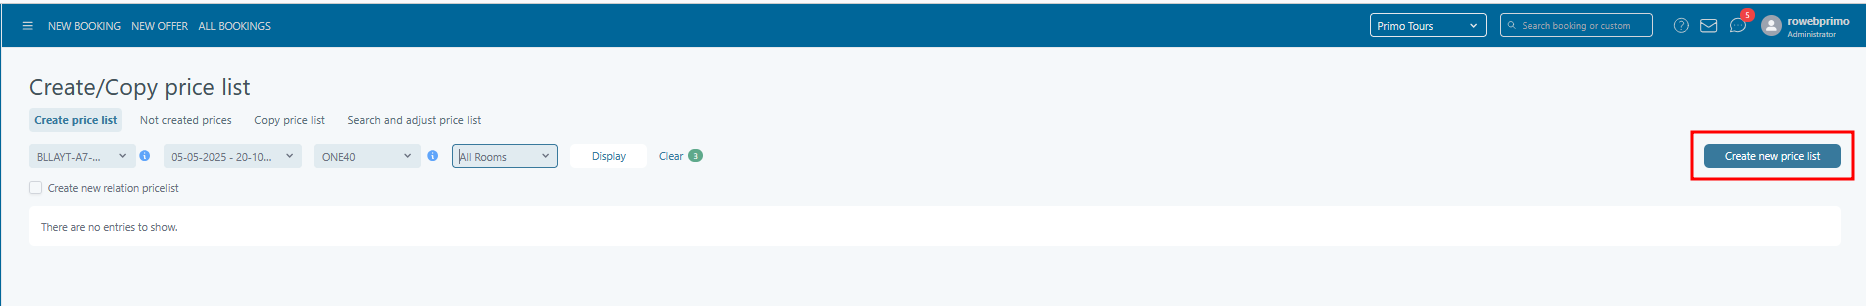 NEW BOOKING NEW OFFER ALL BOOKINGS Primo Tours Search booking or custom 5 rowebprimo
Administrator
Create/Copy price list
Create price list Not created prices Copy price list Search and adjust price list
BLLAYT-A7-... 05-05-2025 - 20-10... ONE40 All Rooms Display Clear 3 Create new price list
Create new relation pricelist
There are no entries to show.